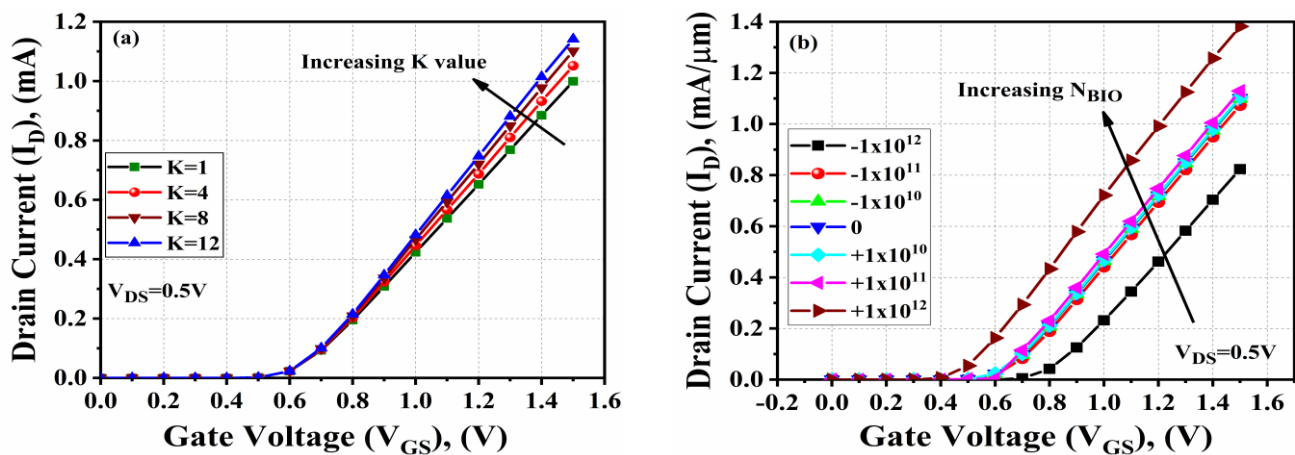 (a)
Increasing K value
K=1
K=4
K=8
K=12
V_DS=0.5V
Drain Current (I_D), (mA)
0.0
0.2
0.4
0.6
0.8
1.0
1.2
0.0 0.2 0.4 0.6 0.8 1.0 1.2 1.4 1.6
Gate Voltage (V_GS), (V)
(b)
Increasing N_BIO
-1x10^12
-1x10^11
-1x10^10
0
+1x10^10
+1x10^11
+1x10^12
V_DS=0.5V
Drain Current (I_D), (mA/μm)
0.0
0.2
0.4
0.6
0.8
1.0
1.2
1.4
-0.2 0.0 0.2 0.4 0.6 0.8 1.0 1.2 1.4 1.6
Gate Voltage (V_GS), (V)